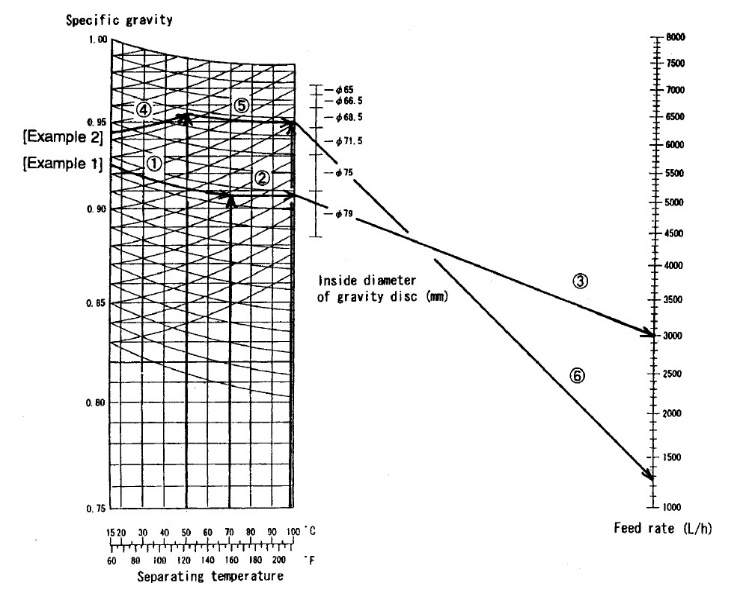 Specific gravity
1.00
0.95
[Example 2]
[Example 1]
0.90
0.85
0.80
0.75
④
⑤
①
②
③
⑥
φ65
φ66.5
φ68.5
φ71.5
φ75
φ79
Inside diameter
of gravity disc (mm)
8000
7500
7000
6500
6000
5500
5000
4500
4000
3500
3000
2500
2000
1500
1000
Feed rate (L/h)
15 20 30 40 50 60 70 80 90 100 °C
60 80 100 120 140 160 180 200 °F
Separating temperature